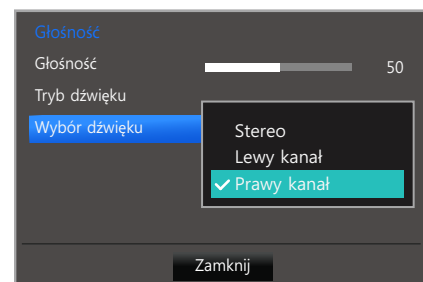 Głośność
Głośność 50
Tryb dźwięku
Wybór dźwięku
Stereo
Lewy kanał
Prawy kanał
Zamknij